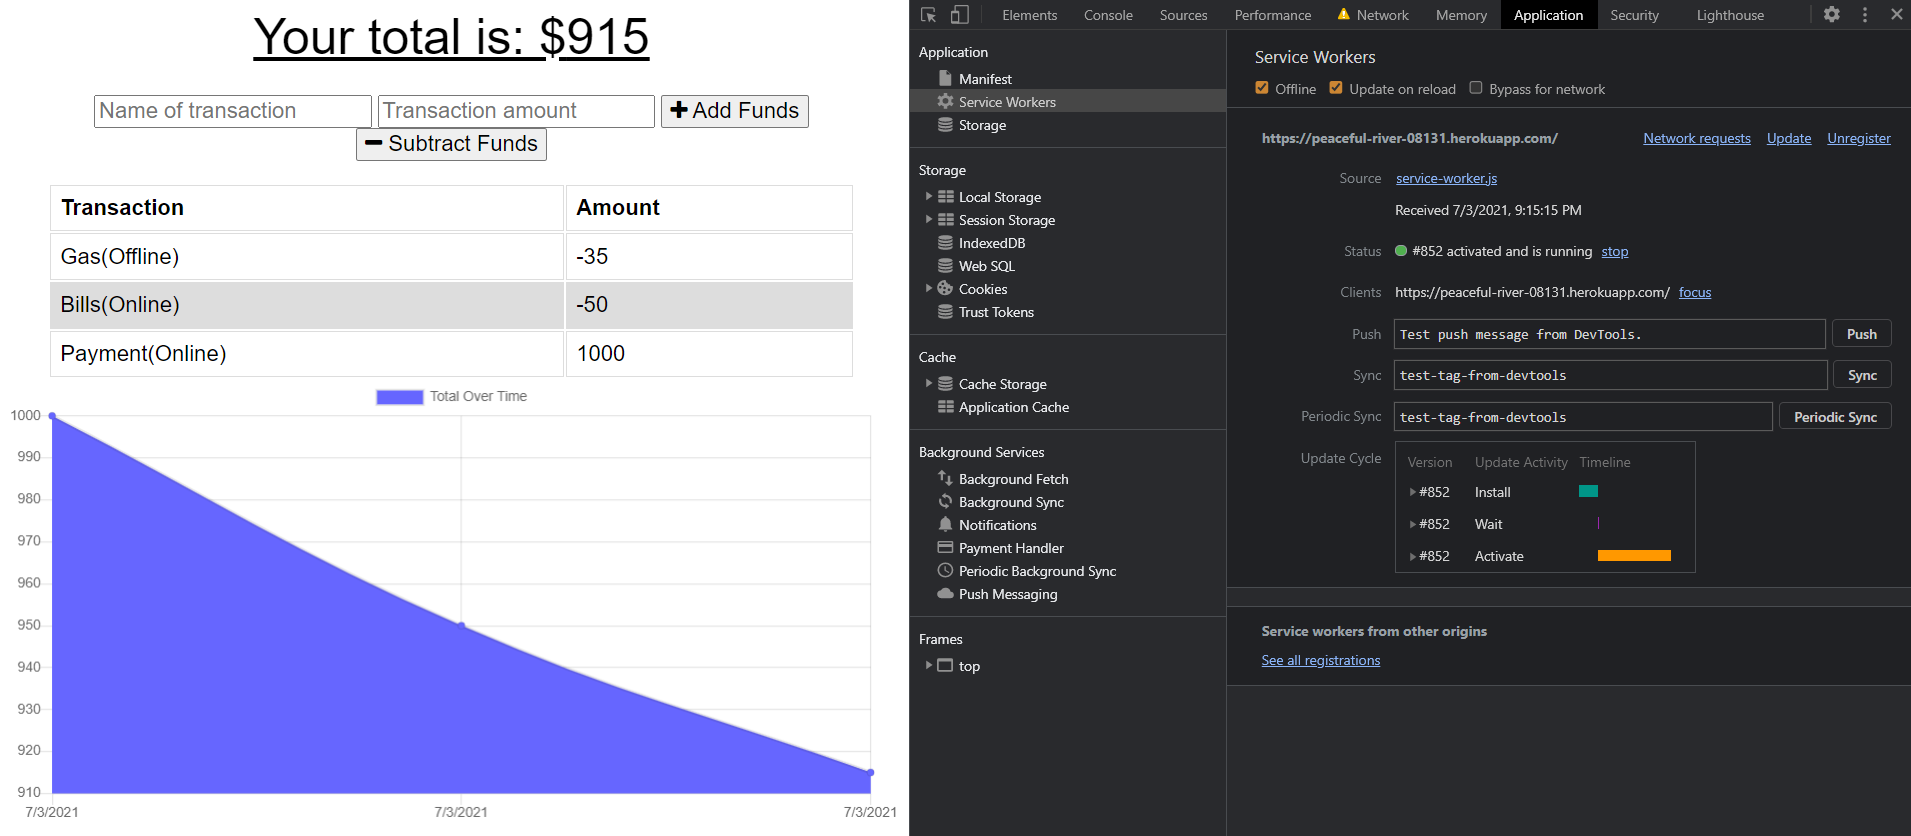 Your total is: $915
Name of transaction Transaction amount Add Funds
Subtract Funds
Transaction Amount
Gas(Offline) -35
Bills(Online) -50
Payment(Online) 1000
Total Over Time
1000
990
980
970
960
950
940
930
920
910
7/3/2021 7/3/2021 7/3/2021
Elements Console Sources Performance Network Memory Application Security Lighthouse
Application
Manifest
Service Workers
Storage
Storage
Local Storage
Session Storage
IndexedDB
Web SQL
Cookies
Trust Tokens
Cache
Cache Storage
Application Cache
Background Services
Background Fetch
Background Sync
Notifications
Payment Handler
Periodic Background Sync
Push Messaging
Frames
top
Service Workers
Offline Update on reload Bypass for network
https://peaceful-river-08131.herokuapp.com/ Network requests Update Unregister
Source service-worker.js
Received 7/3/2021, 9:15:15 PM
Status #852 activated and is running stop
Clients https://peaceful-river-08131.herokuapp.com/ focus
Push Test push message from DevTools. Push
Sync test-tag-from-devtools Sync
Periodic Sync test-tag-from-devtools Periodic Sync
Update Cycle Version Update Activity Timeline
#852 Install
#852 Wait
#852 Activate
Service workers from other origins
See all registrations